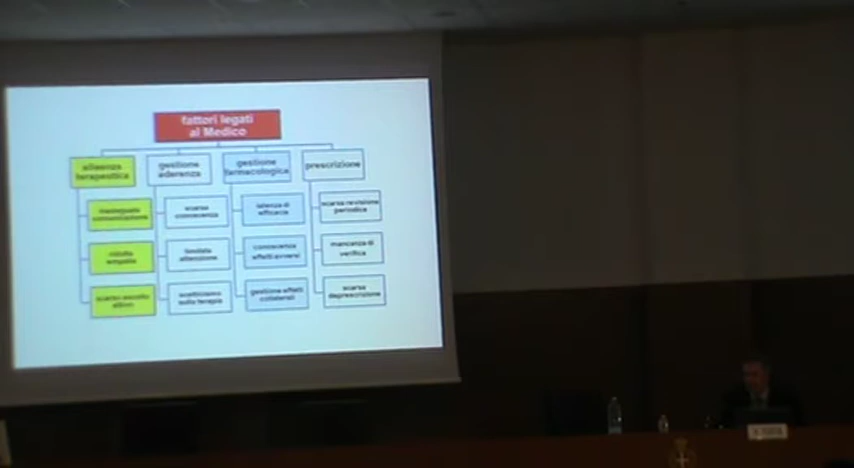 fattori legati
al Medico
alleanza
terapeutica
gestione
aderenza
gestione
farmacologica
prescrizione
inadeguata
comunicazione
ridotta
empatia
scarso ascolto
attivo
scarsa
conoscenza
limitata
attenzione
scetticismo
sulla terapia
latenza di
efficacia
conoscenza
effetti avversi
gestione effetti
collaterali
scarsa revisione
periodica
mancanza di
verifica
scarsa
deprescrizione